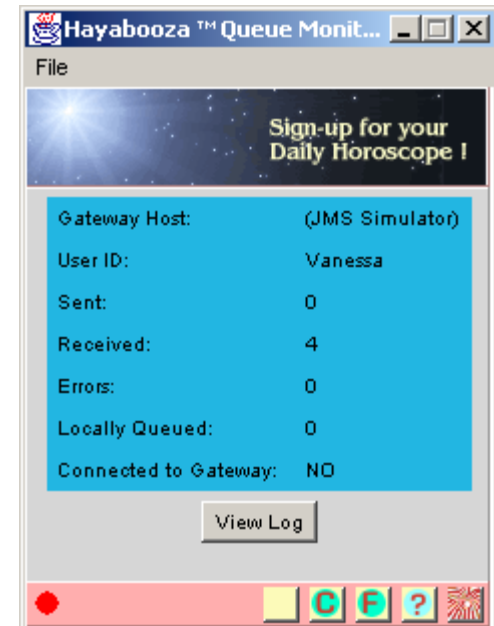 Hayabooza ™ Queue Monit...
File
Sign-up for your
Daily Horoscope !
Gateway Host: (JMS Simulator)
User ID: Vanessa
Sent: 0
Received: 4
Errors: 0
Locally Queued: 0
Connected to Gateway: NO
View Log
C F ?